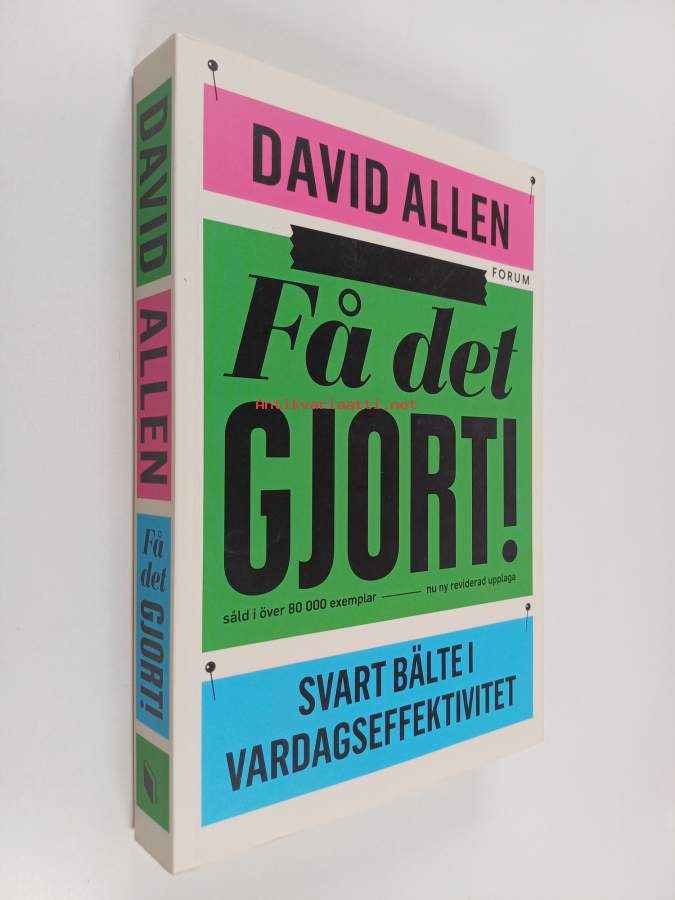 DAVID ALLEN
FORUM
Få det
GJORT!
såld i över 80 000 exemplar — nu ny reviderad upplaga
SVART BÄLTE I
VARDAGSEFFEKTIVITET
DAVID ALLEN Få det GJORT!
Antikvariaatti.net